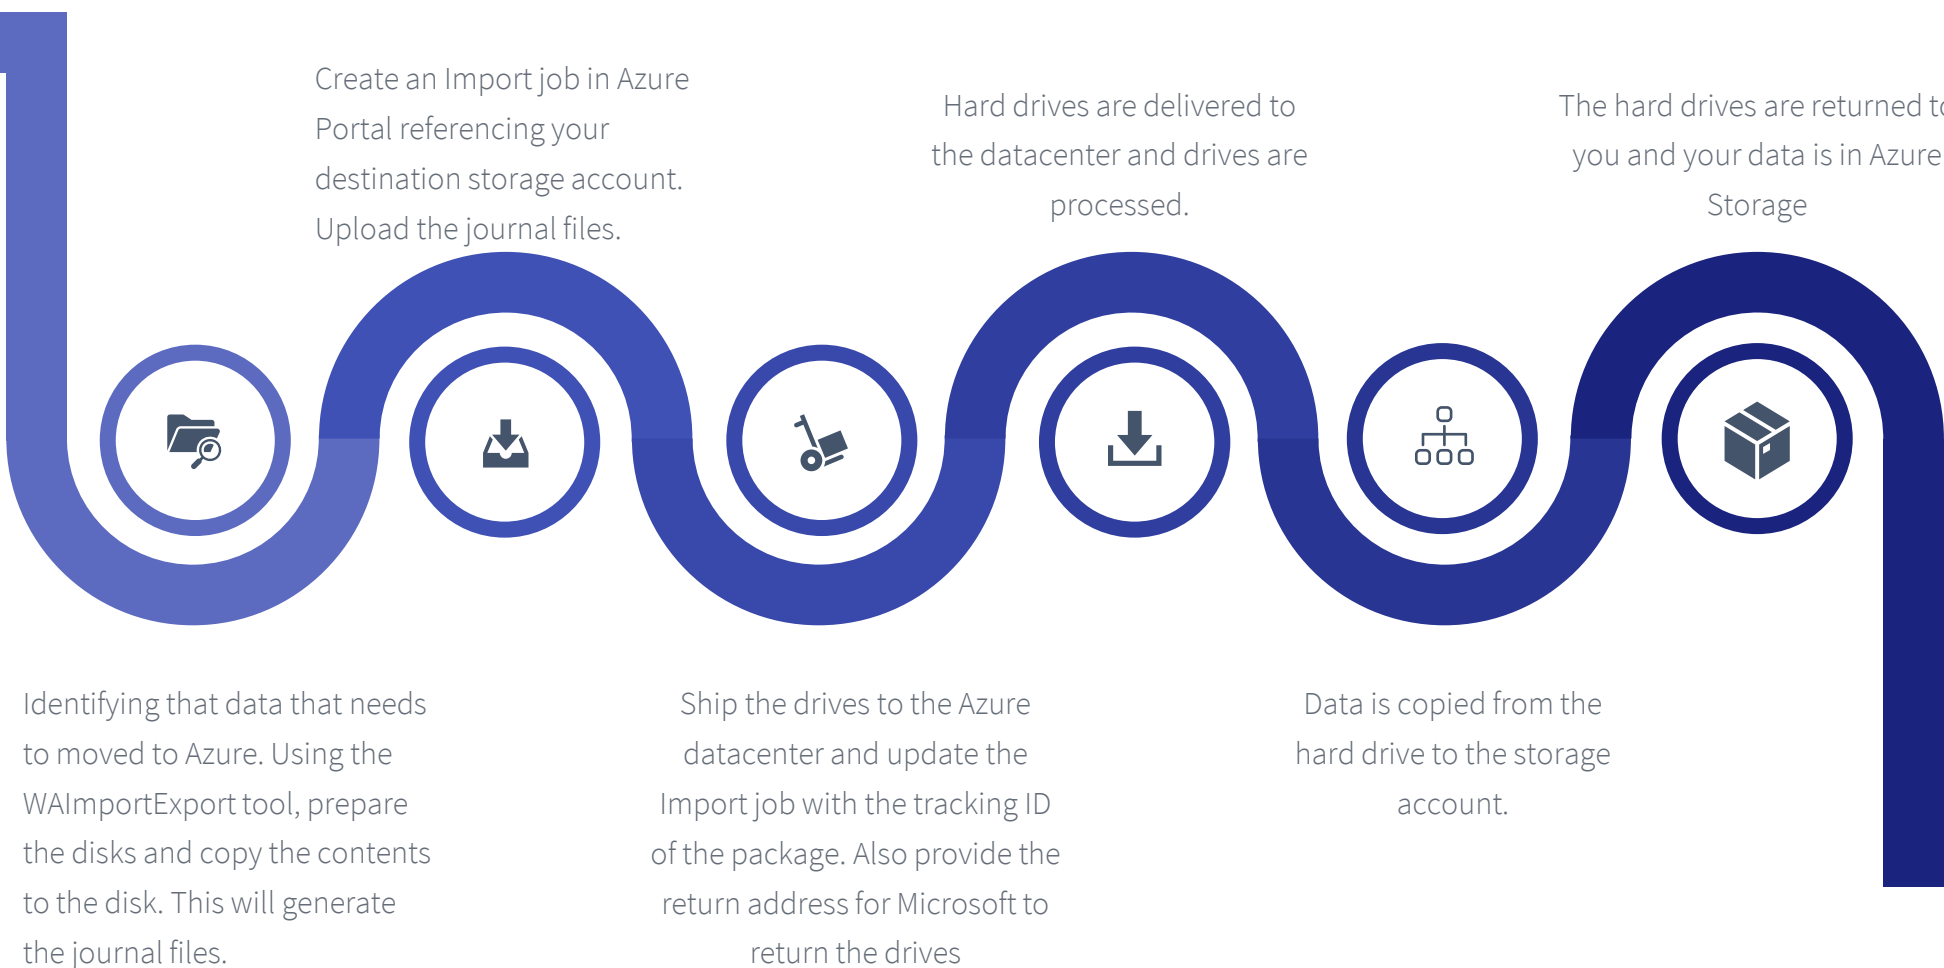 Identifying that data that needs
to moved to Azure. Using the
WAImportExport tool, prepare
the disks and copy the contents
to the disk. This will generate
the journal files.
Create an Import job in Azure
Portal referencing your
destination storage account.
Upload the journal files.
Ship the drives to the Azure
datacenter and update the
Import job with the tracking ID
of the package. Also provide the
return address for Microsoft to
return the drives
Hard drives are delivered to
the datacenter and drives are
processed.
Data is copied from the
hard drive to the storage
account.
The hard drives are returned to
you and your data is in Azure
Storage